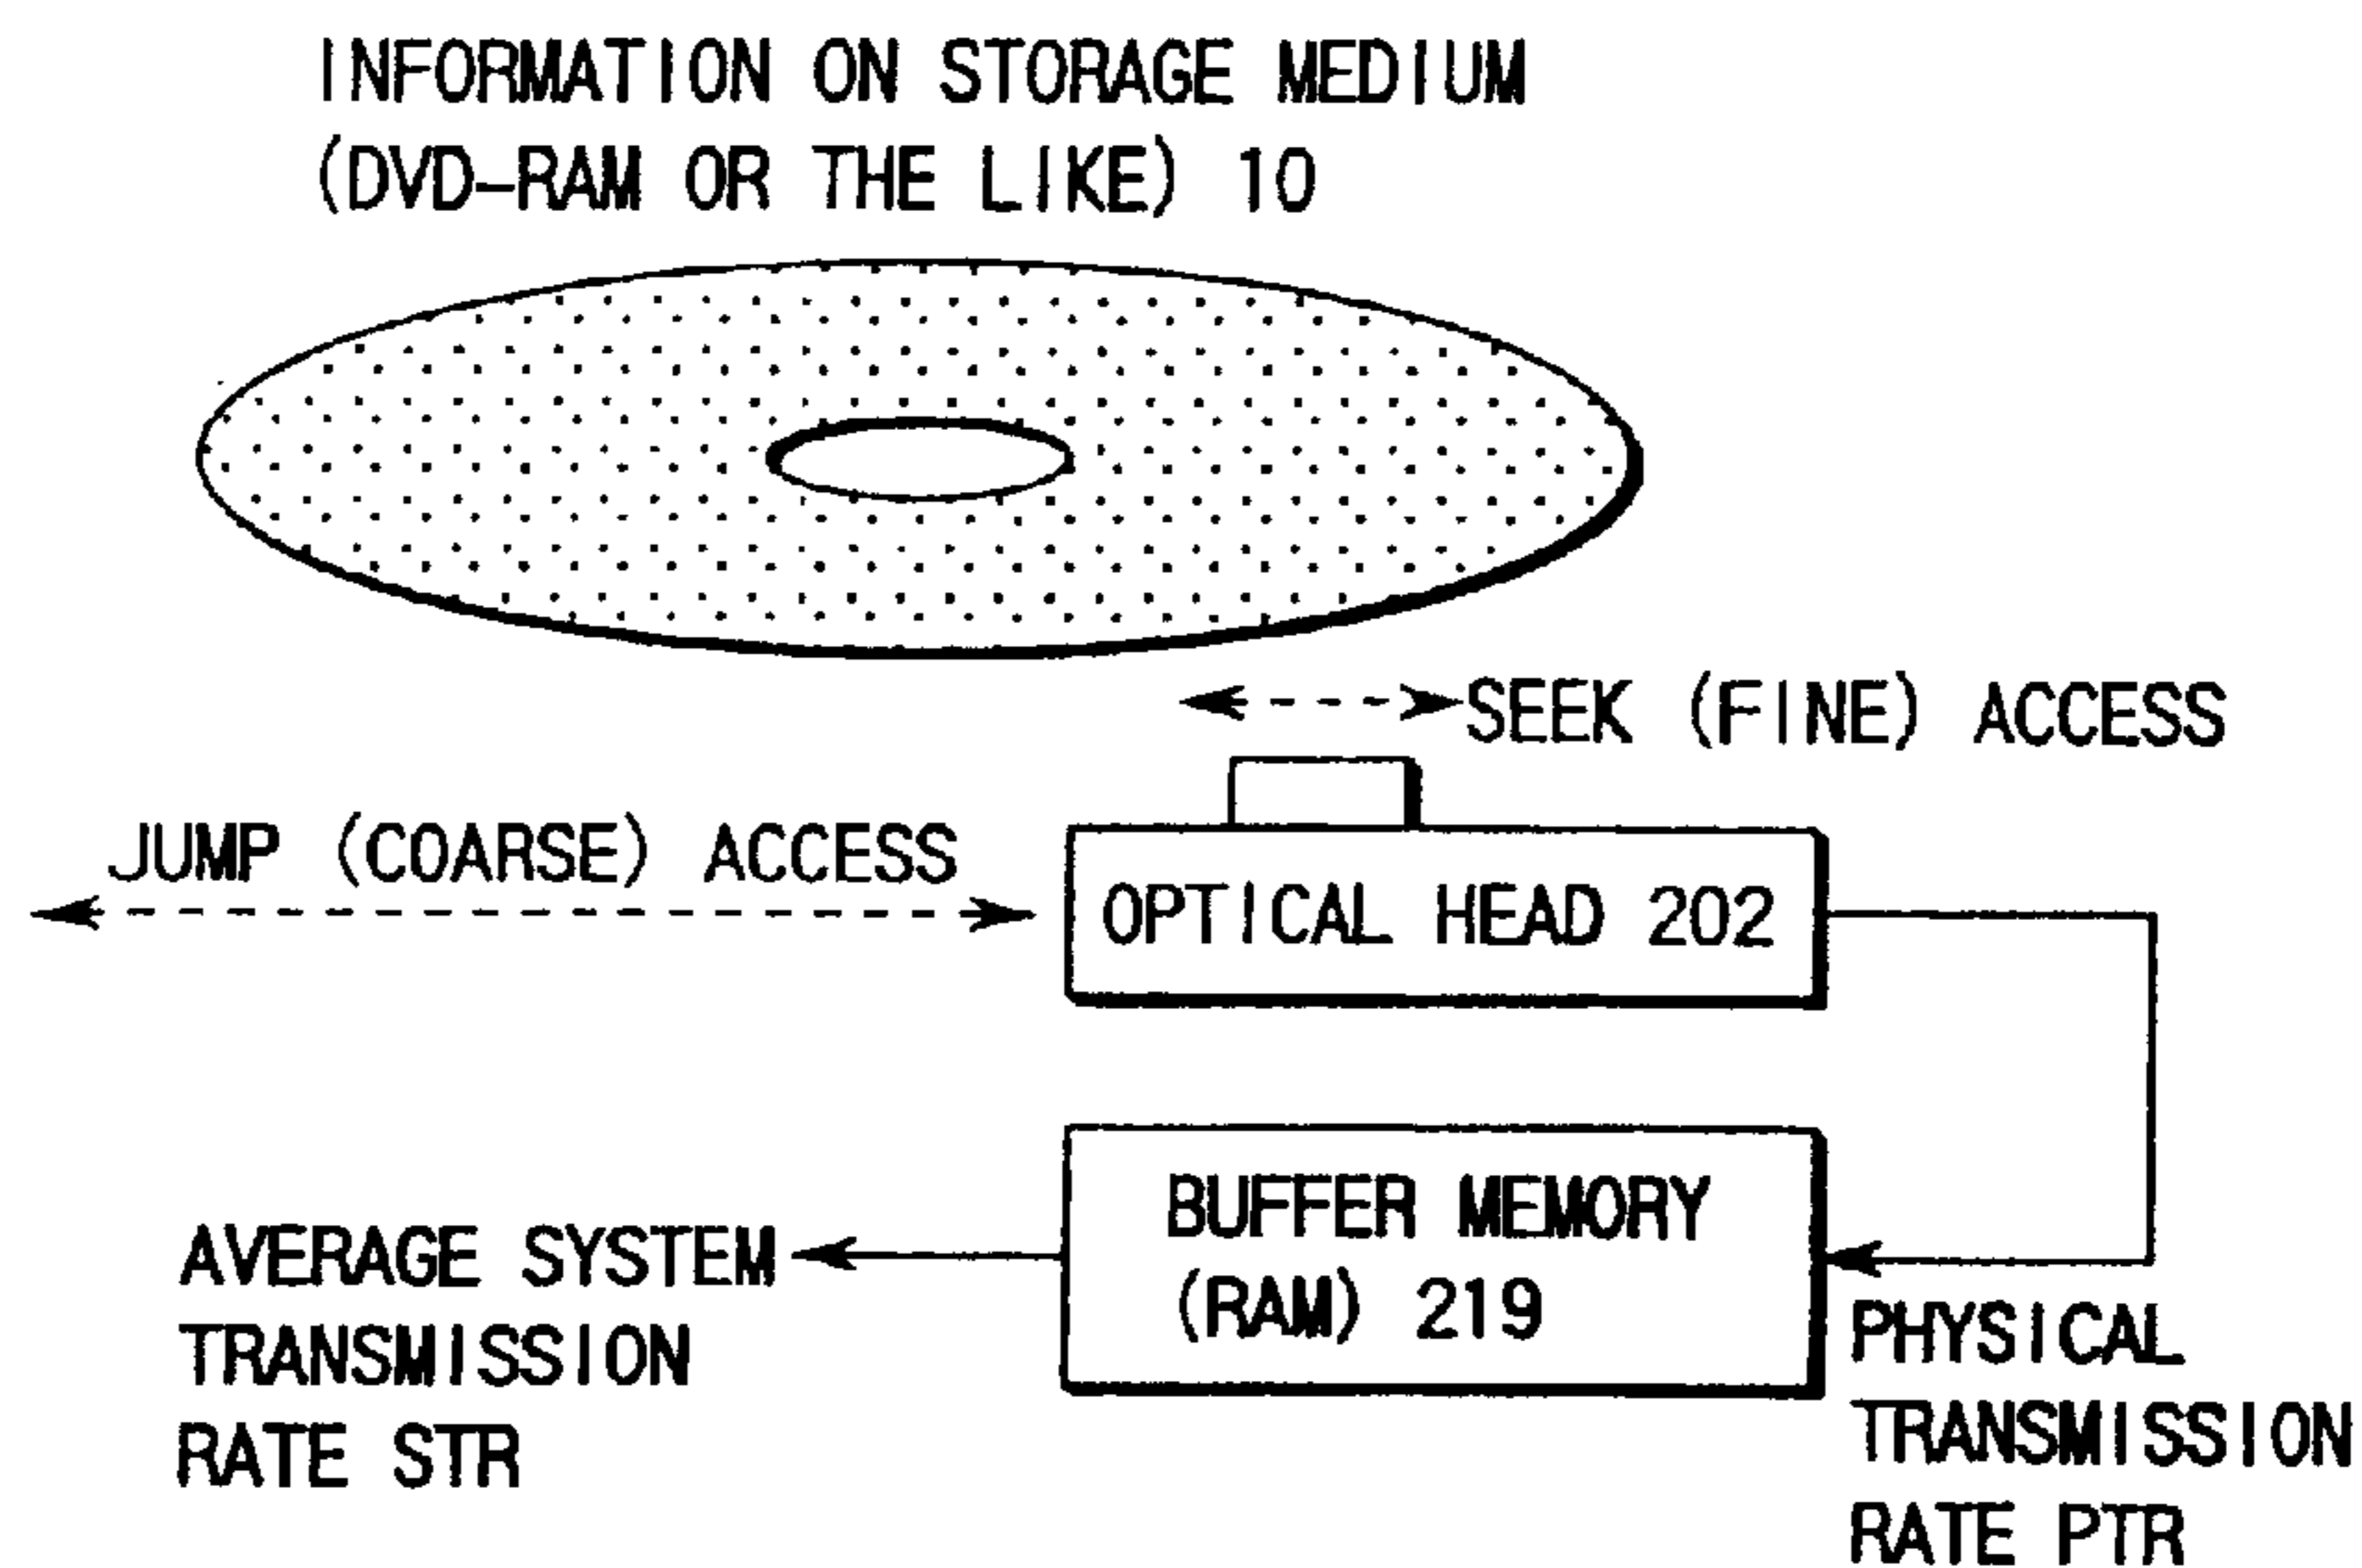 INFORMATION ON STORAGE MEDIUM
(DVD-RAM OR THE LIKE) 10
SEEK (FINE) ACCESS
JUMP (COARSE) ACCESS
OPTICAL HEAD 202
BUFFER MEMORY
(RAM) 219
AVERAGE SYSTEM
TRANSMISSION
RATE STR
PHYSICAL
TRANSMISSION
RATE PTR